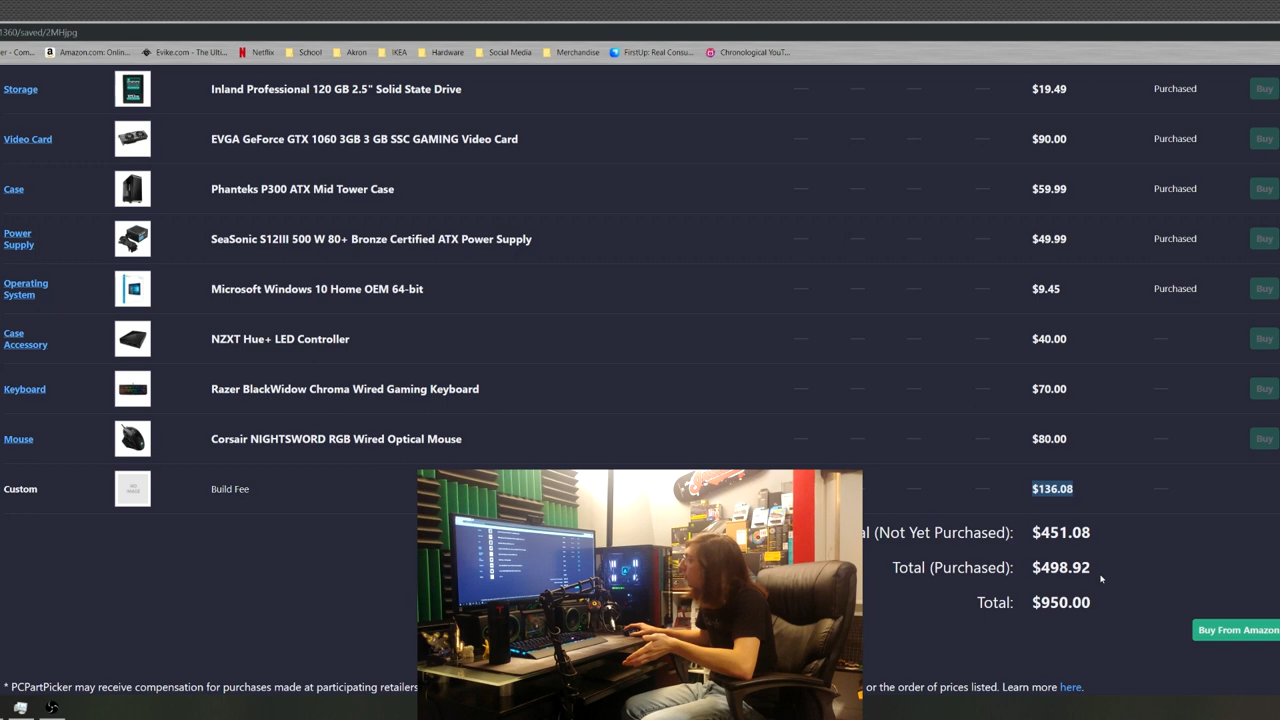 1360/saved/2MHjpg
er - Com... Amazon.com: Onlin... Evike.com - The Ulti... Netflix School Akron IKEA Hardware Social Media Merchandise FirstUp: Real Consu... Chronological YouT...
Storage Inland Professional 120 GB 2.5" Solid State Drive — — — — $19.49 Purchased Buy
Video Card EVGA GeForce GTX 1060 3GB 3 GB SSC GAMING Video Card — — — — $90.00 Purchased Buy
Case Phanteks P300 ATX Mid Tower Case — — — — $59.99 Purchased Buy
Power
Supply SeaSonic S12III 500 W 80+ Bronze Certified ATX Power Supply — — — — $49.99 Purchased Buy
Operating
System Microsoft Windows 10 Home OEM 64-bit — — — — $9.45 Purchased Buy
Case
Accessory NZXT Hue+ LED Controller — — — — $40.00 — Buy
Keyboard Razer BlackWidow Chroma Wired Gaming Keyboard — — — — $70.00 — Buy
Mouse Corsair NIGHTSWORD RGB Wired Optical Mouse — — — — $80.00 — Buy
Custom NO IMAGE Build Fee — — $136.08 —
al (Not Yet Purchased): $451.08
Total (Purchased): $498.92
Total: $950.00
Buy From Amazon
* PCPartPicker may receive compensation for purchases made at participating retailers
or the order of prices listed. Learn more here.